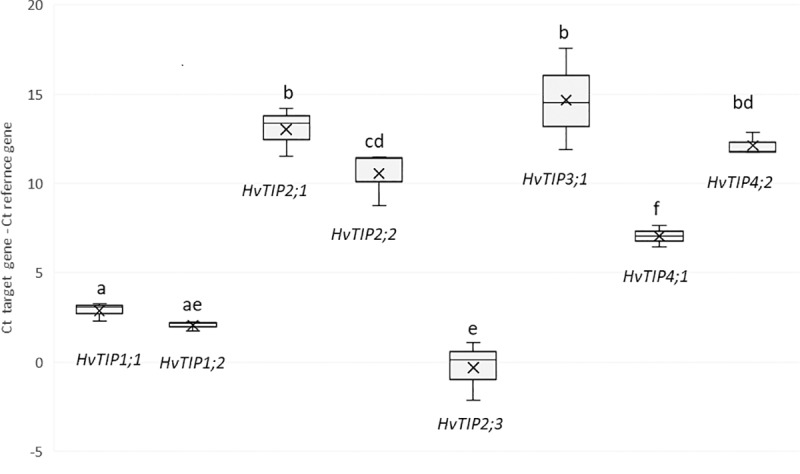 20
15
10
5
0
-5
Ct target gene - Ct refernce gene
a
HvTIP1;1
ae
HvTIP1;2
b
HvTIP2;1
cd
HvTIP2;2
e
HvTIP2;3
b
HvTIP3;1
f
HvTIP4;1
bd
HvTIP4;2